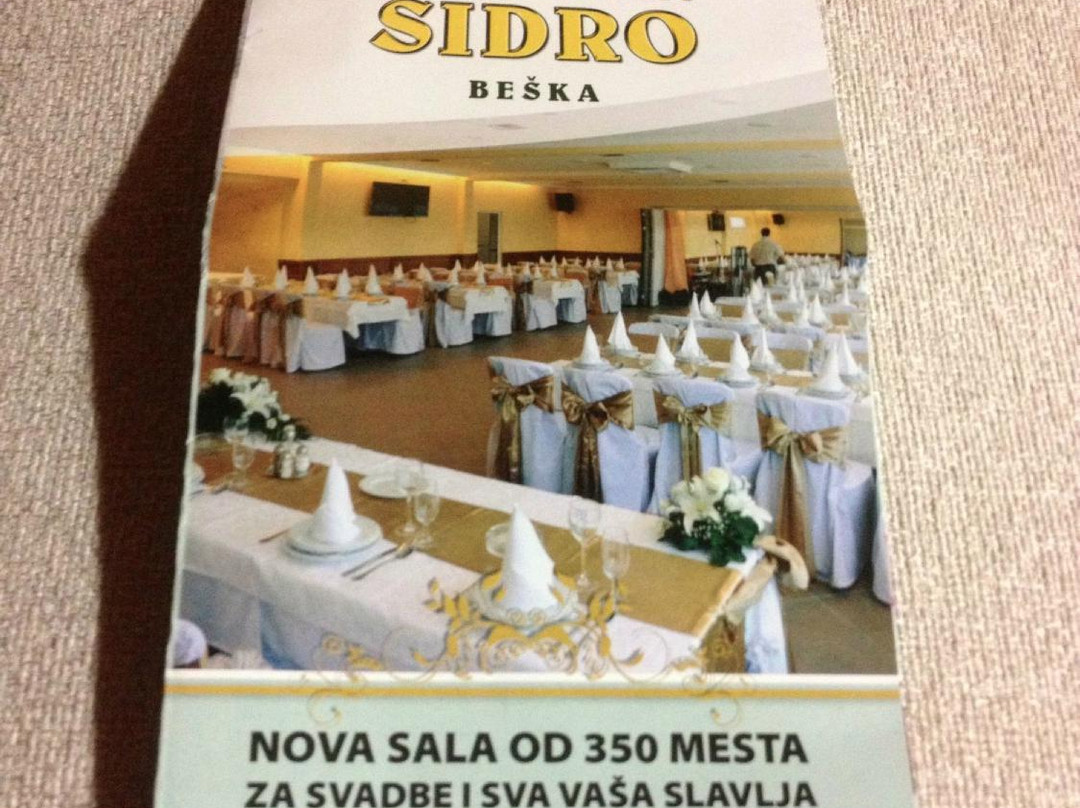 SIDRO
BEŠKA
NOVA SALA OD 350 MESTA
ZA SVADBE I SVA VAŠA SLAVLJA